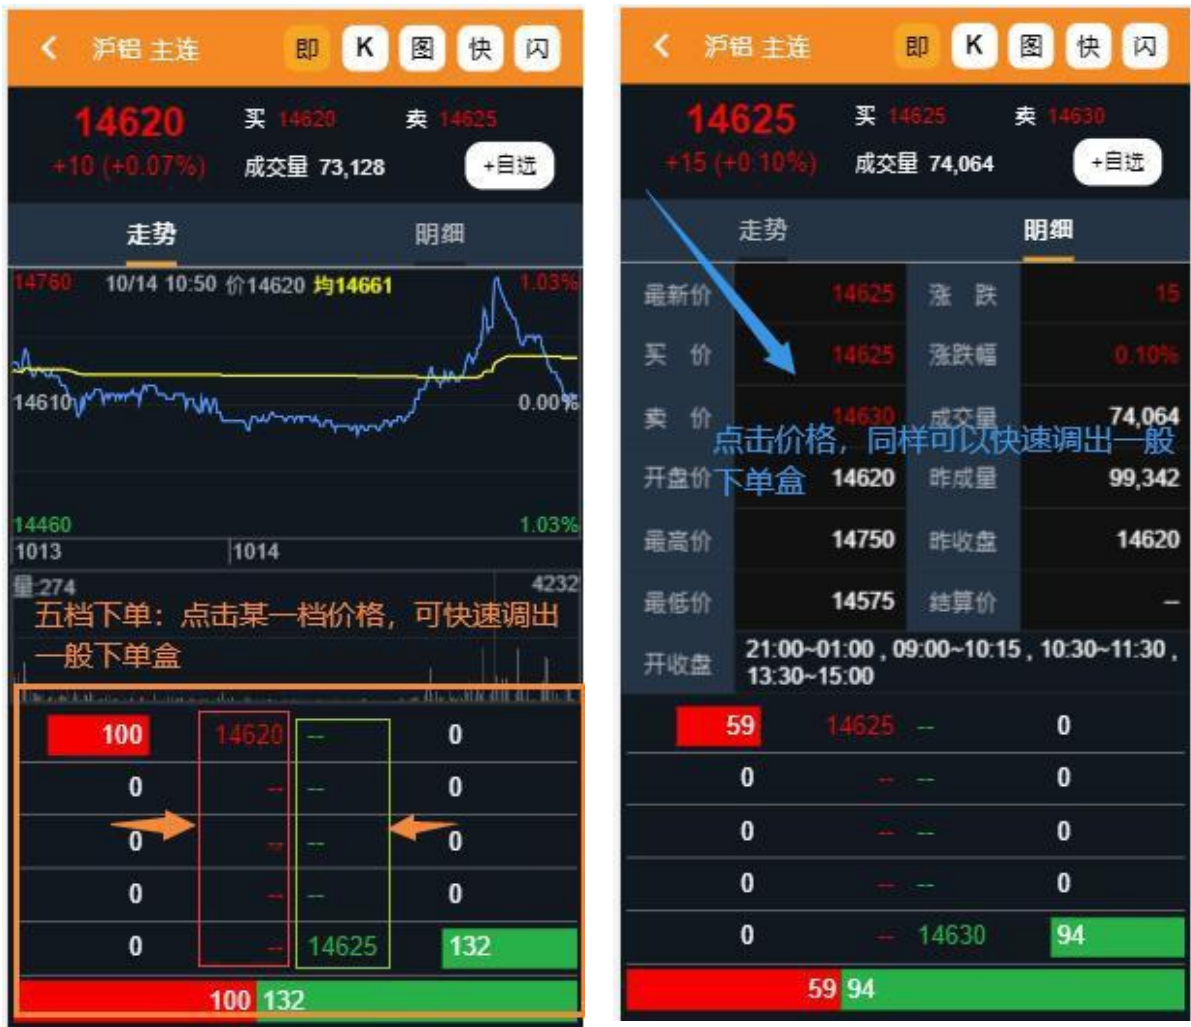 沪铝 主连
即 K 图 快 闪
14620
买 14620 卖 14625
+10 (+0.07%)
成交量 73,128
+自选
走势 明细
14760 10/14 10:50 价14620 均14661 1.03%
14610 0.00%
14460 1.03%
1013 1014
量:274 4232
五档下单：点击某一档价格，可快速调出
一般下单盒
100 14620 -- 0
0 -- -- 0
0 -- -- 0
0 -- -- 0
0 -- 14625 132
100 132
沪铝 主连
即 K 图 快 闪
14625
买 14625 卖 14630
+15 (+0.10%)
成交量 74,064
+自选
走势 明细
最新价 14625 涨 跌 15
买 价 14625 涨跌幅 0.10%
卖 价 14630 成交量 74,064
点击价格，同样可以快速调出一般
下单盒
开盘价 14620 昨成量 99,342
最高价 14750 昨收盘 14620
最低价 14575 结算价 --
开收盘 21:00~01:00 , 09:00~10:15 , 10:30~11:30 ,
13:30~15:00
59 14625 -- 0
0 -- -- 0
0 -- -- 0
0 -- -- 0
0 -- 14630 94
59 94